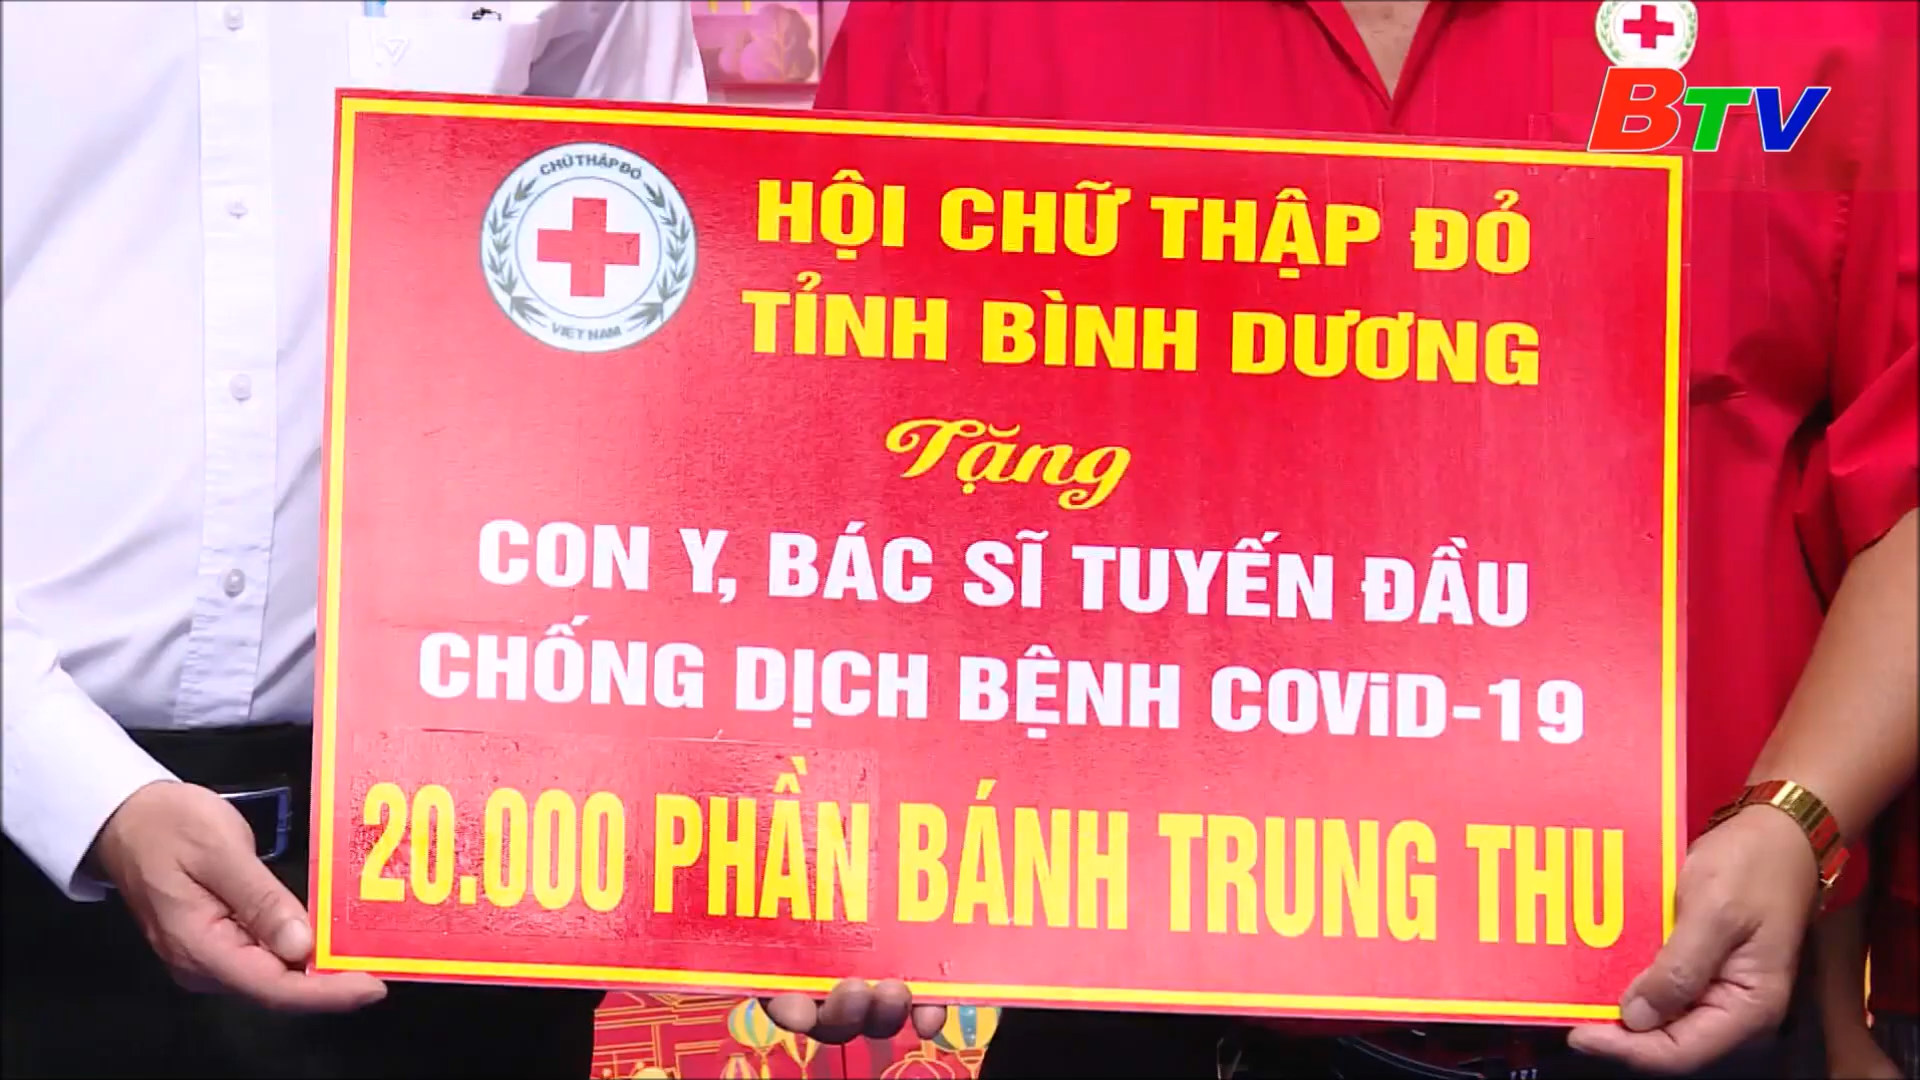 BTV
CHỮ THẬP ĐỎ
VIỆT NAM
HỘI CHỮ THẬP ĐỎ
TỈNH BÌNH DƯƠNG
Tặng
CON Y, BÁC SĨ TUYẾN ĐẦU
CHỐNG DỊCH BỆNH COViD-19
20.000 PHẦN BÁNH TRUNG THU